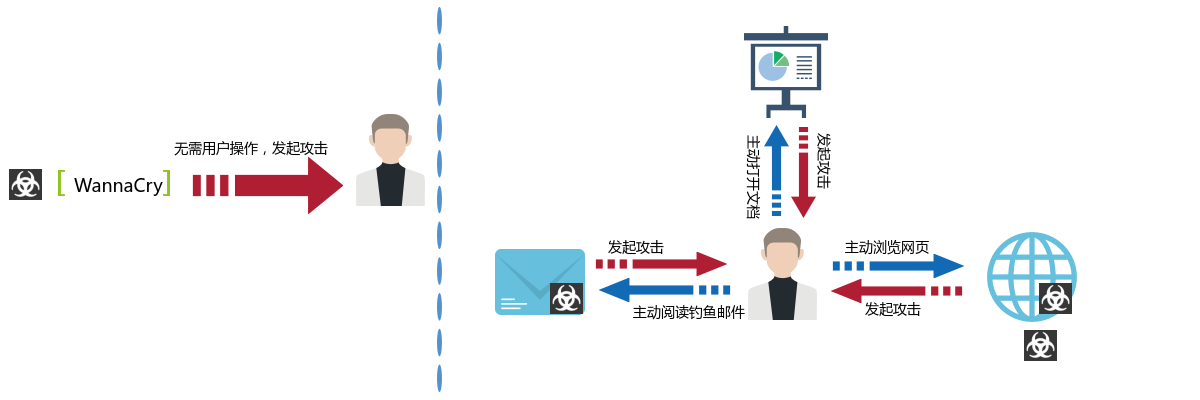 无需用户操作，发起攻击
[ WannaCry]
主动打开文档
发起攻击
发起攻击
主动阅读钓鱼邮件
主动浏览网页
发起攻击